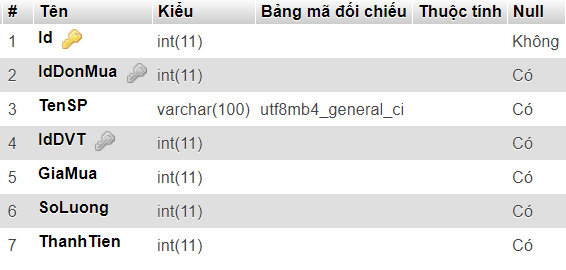 # Tên Kiểu Bảng mã đối chiếu Thuộc tính Null
1 Id int(11) Không
2 IdDonMua int(11) Có
3 TenSP varchar(100) utf8mb4_general_ci Có
4 IdDVT int(11) Có
5 GiaMua int(11) Có
6 SoLuong int(11) Có
7 ThanhTien int(11) Có